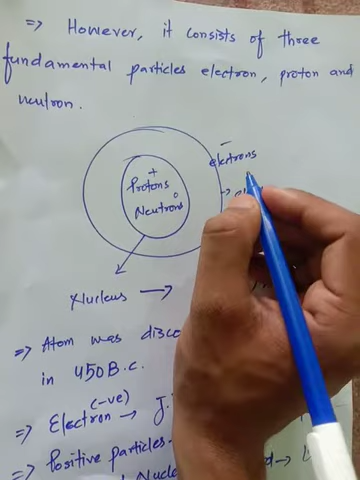 => However, it consists of three
fundamental particles electron, proton and
neutron.
-
electrons
+
Protons
o
Neutrons
Nucleus →
=> Atom was disco
in 450 B.C.
(-ve)
=> Electron → J.
=> Positive particles-